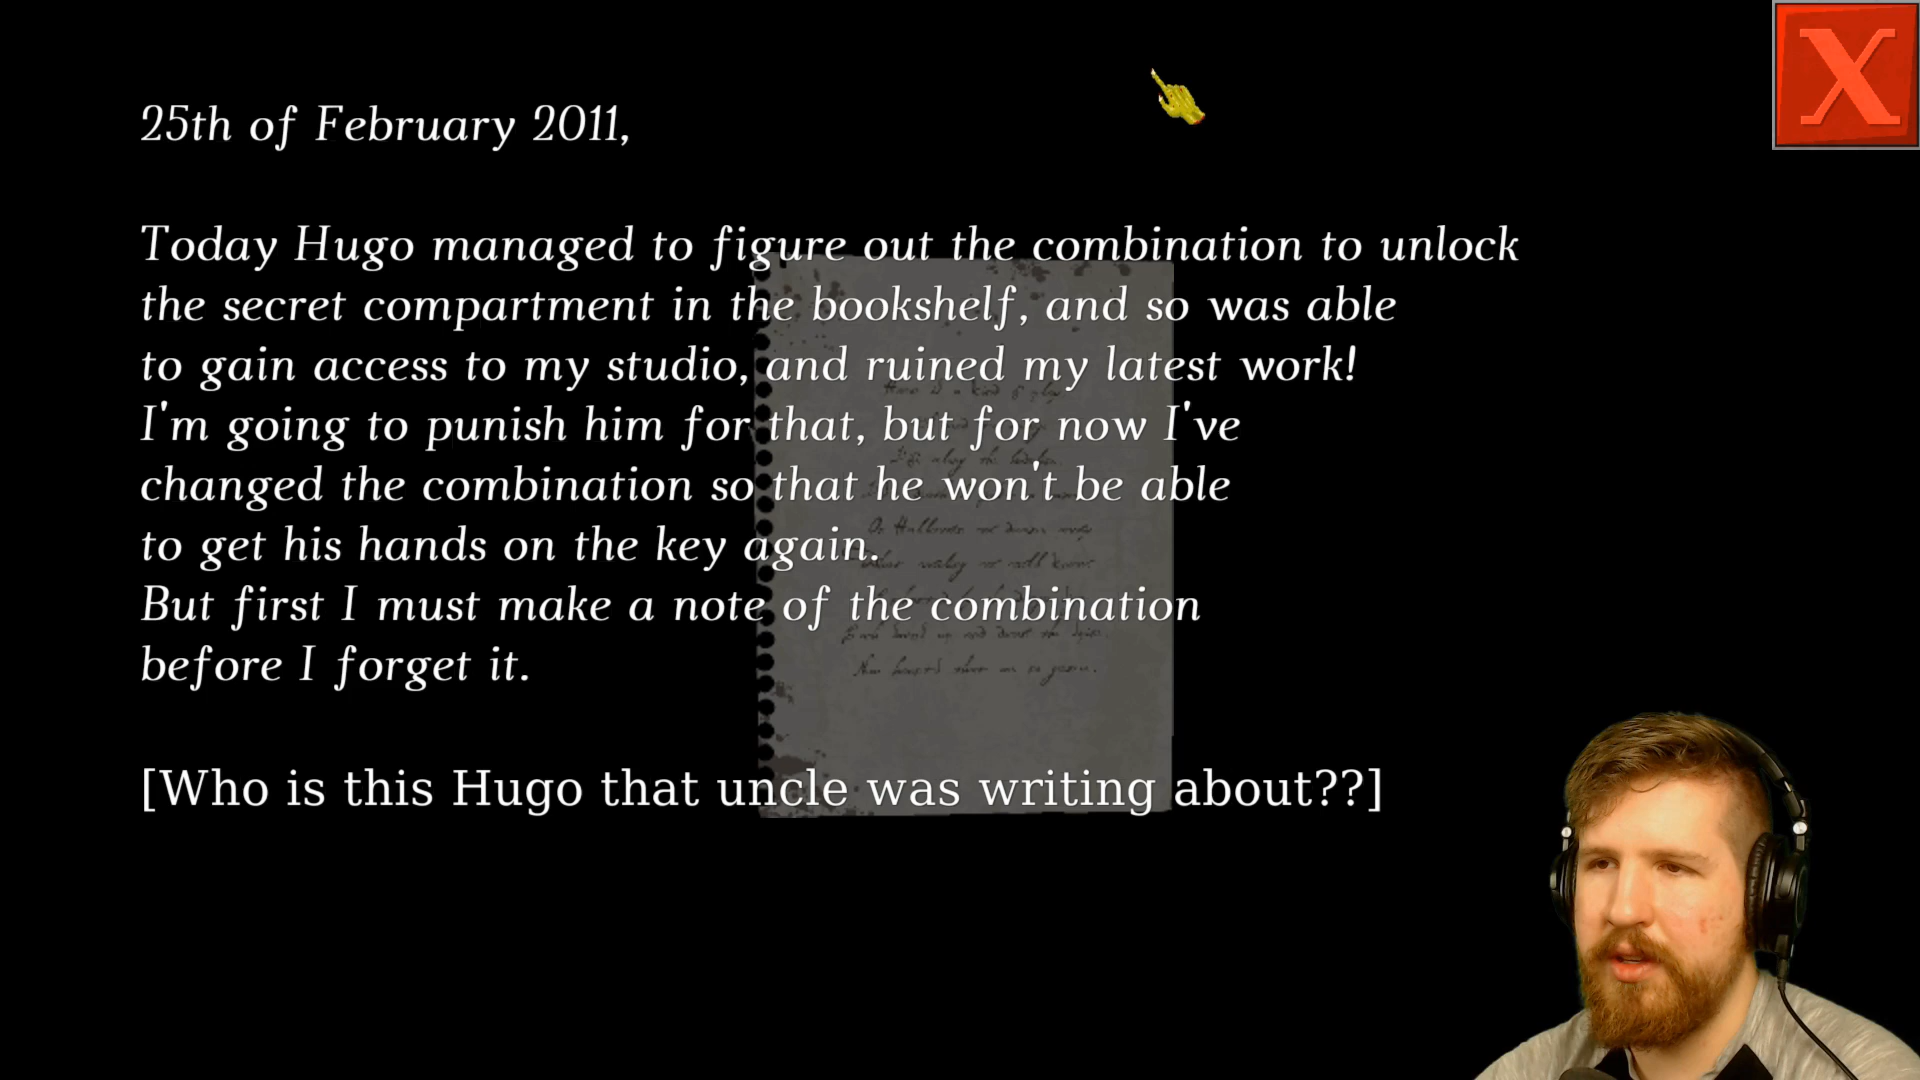 X
25th of February 2011,
Today Hugo managed to figure out the combination to unlock
the secret compartment in the bookshelf, and so was able
to gain access to my studio, and ruined my latest work!
I'm going to punish him for that, but for now I've
changed the combination so that he won't be able
to get his hands on the key again.
But first I must make a note of the combination
before I forget it.
[Who is this Hugo that uncle was writing about??]